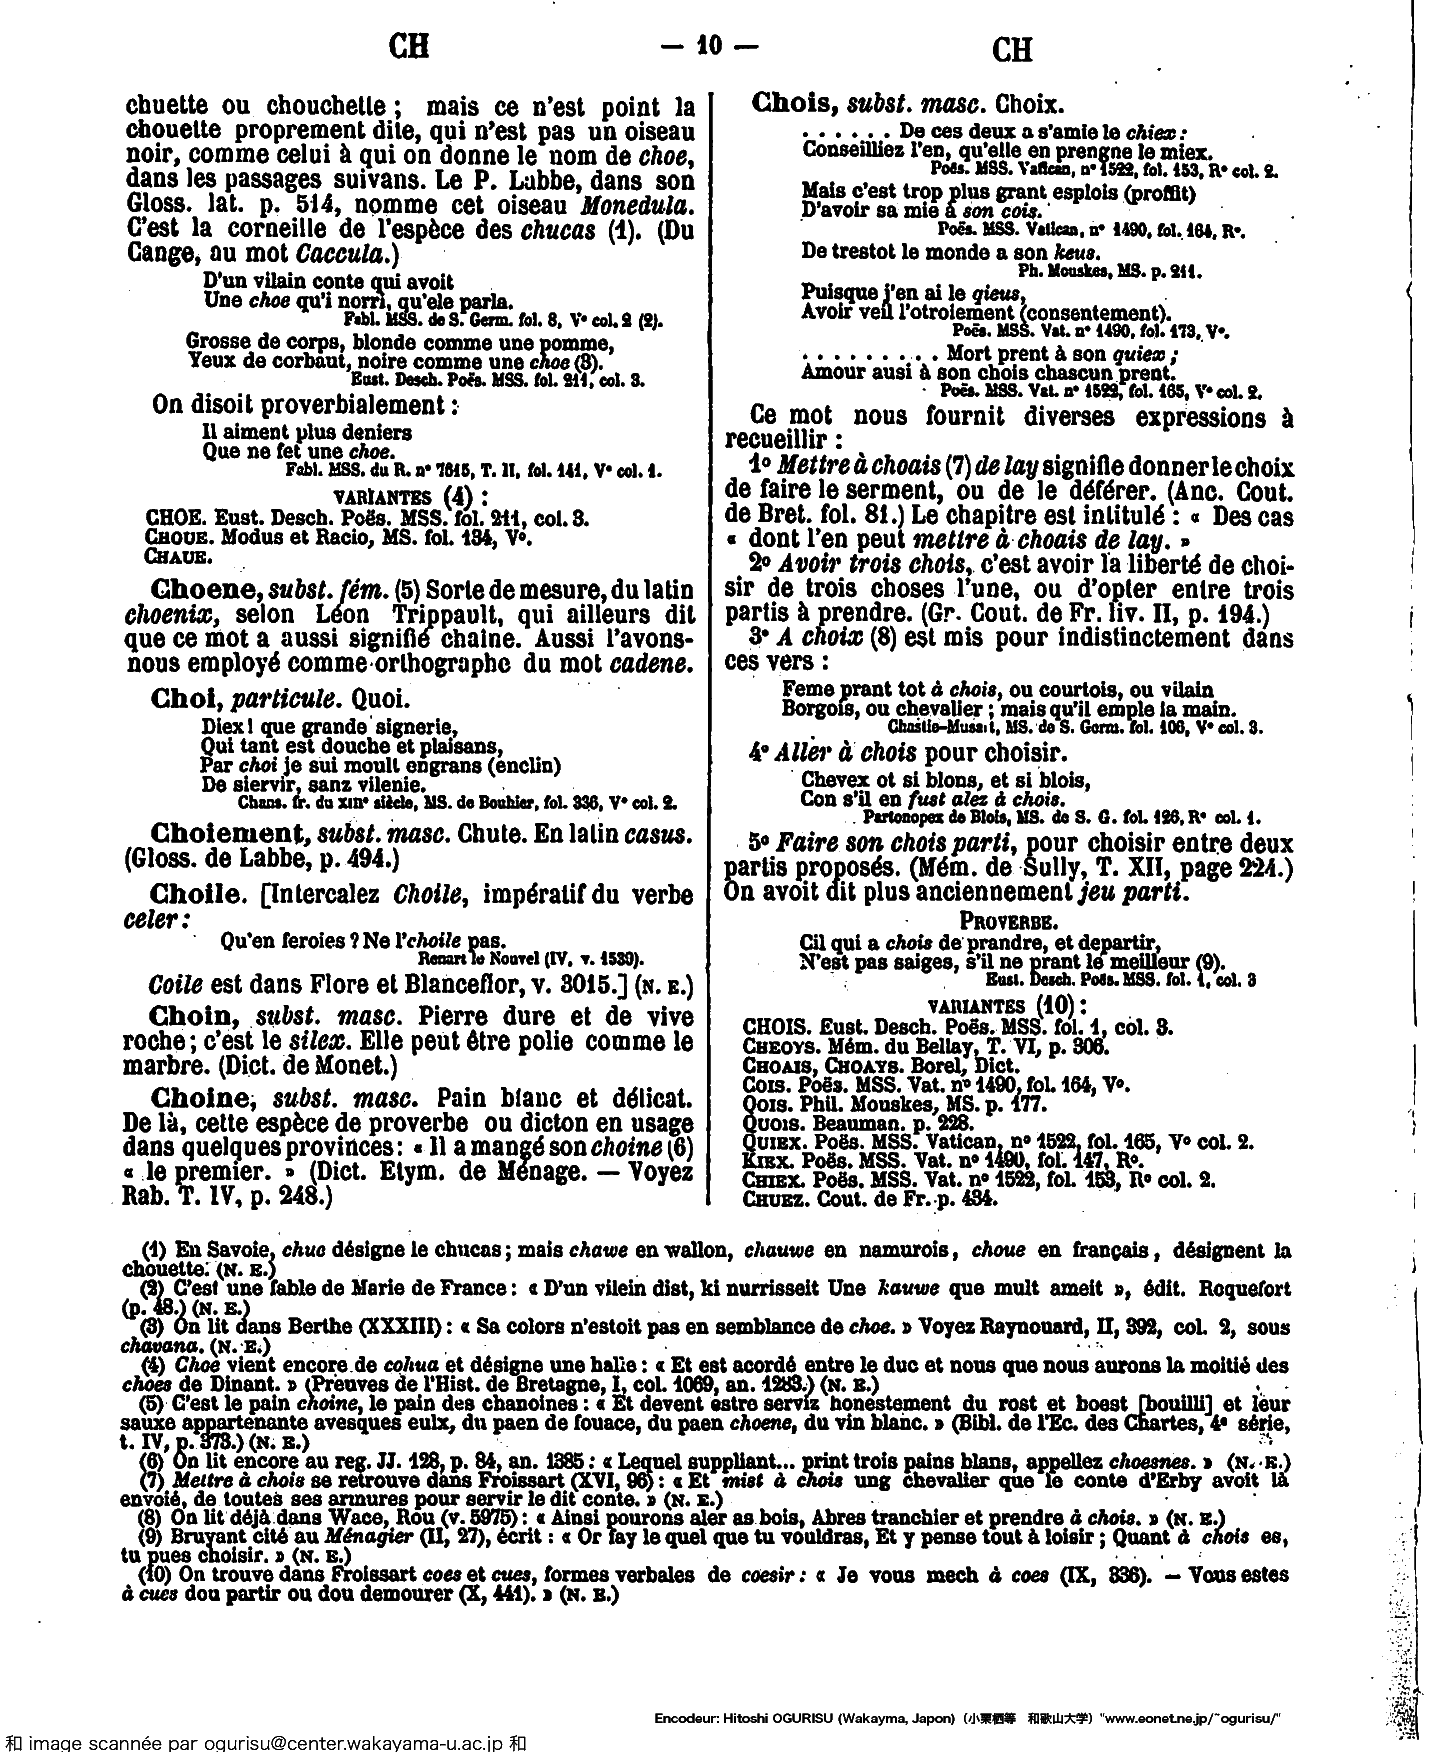 CH
— 10 —
CH
chuette ou chouchette ; mais ce n'est point la
chouette proprement dite, qui n'est pas un oiseau
noir, comme celui à qui on donne le nom de choe,
dans les passages suivans. Le P. Labbe, dans son
Gloss. lat. p. 514, nomme cet oiseau Monedula.
C'est la corneille de l'espèce des chucas (1). (Du
Cange, au mot Caccula.)
D'un vilain conte qui avoit
Une choe qu'i norri, qu'ele parla.
Fabl. MSS. de S. Germ. fol. 8, V° col. 2 (2).
Grosse de corps, blonde comme une pomme,
Yeux de corbaut, noire comme une choe (3).
Eust. Desch. Poës. MSS. fol. 211, col. 3.
On disoit proverbialement :
Il aiment plus deniers
Que ne fet une choe.
Fabl. MSS. du R. n° 7615, T. II, fol. 141, V° col. 1.
VARIANTES (4) :
CHOE. Eust. Desch. Poës. MSS. fol. 211, col. 3.
CHOUE. Modus et Racio, MS. fol. 134, V°.
CHAUE.
Choene, subst. fém. (5) Sorte de mesure, du latin
choenix, selon Léon Trippault, qui ailleurs dit
que ce mot a aussi signifié chaine. Aussi l'avons-
nous employé comme orthographe du mot cadene.
Choi, particule. Quoi.
Diex ! que grande signerie,
Qui tant est douche et plaisans,
Par choi je sui moult engrans (enclin)
De siervir, sanz vilenie.
Chans. fr. du XIII° siècle, MS. de Bouhier, fol. 336, V° col. 2.
Choiement, subst. masc. Chute. En latin casus.
(Gloss. de Labbe, p. 494.)
Choile. [Intercalez Choile, impératif du verbe
celer :
Qu'en feroies ? Ne l'choile pas.
Renart le Nouvel (IV, v. 1539).
Coile est dans Flore et Blanceflor, v. 3015.] (N. E.)
Choin, subst. masc. Pierre dure et de vive
roche ; c'est le silex. Elle peut être polie comme le
marbre. (Dict. de Monet.)
Choine, subst. masc. Pain blanc et délicat.
De là, cette espèce de proverbe ou dicton en usage
dans quelques provinces : « Il a mangé son choine (6)
« le premier. » (Dict. Etym. de Ménage. — Voyez
Rab. T. IV, p. 248.)
Chois, subst. masc. Choix.
. . . . . . De ces deux a s'amie le chiex :
Conseilliez l'en, qu'elle en prengne le miex.
Poës. MSS. Vatican, n° 1522, fol. 153, R° col. 2.
Mais c'est trop plus grant esplois (proffit)
D'avoir sa mie à son cois.
Poës. MSS. Vatican, n° 1490, fol. 164, R°.
De trestot le monde a son keus.
Ph. Mouskes, MS. p. 211.
Puisque j'en ai le qieus,
Avoir veil l'otroiement (consentement).
Poës. MSS. Vat. n° 1490, fol. 173, V°.
. . . . . . . . . Mort prent à son quiex ;
Amour ausi à son chois chascun prent.
Poës. MSS. Vat. n° 1522, fol. 165, V° col. 2.
Ce mot nous fournit diverses expressions à
recueillir :
1° Mettre à choais (7) de lay signifie donner le choix
de faire le serment, ou de le déférer. (Anc. Cout.
de Bret. fol. 81.) Le chapitre est intitulé : « Des cas
« dont l'en peut mettre à choais de lay. »
2° Avoir trois chois, c'est avoir la liberté de choi-
sir de trois choses l'une, ou d'opter entre trois
partis à prendre. (Gr. Cout. de Fr. liv. II, p. 194.)
3° A choix (8) est mis pour indistinctement dans
ces vers :
Feme prant tot à chois, ou courtois, ou vilain
Borgois, ou chevalier ; mais qu'il emple la main.
Chastie-Musart, MS. de S. Germ. fol. 106, V° col. 3.
4° Aller à chois pour choisir.
Chevex ot si blons, et si blois,
Con s'il en fust alez à chois.
Partonopex de Blois, MS. de S. G. fol. 126, R° col. 1.
5° Faire son chois parti, pour choisir entre deux
partis proposés. (Mém. de Sully, T. XII, page 224.)
On avoit dit plus anciennement jeu parti.
PROVERBE.
Cil qui a chois de prandre, et departir,
N'est pas saiges, s'il ne prant le meilleur (9).
Eust. Desch. Poës. MSS. fol. 1, col. 3
VARIANTES (10) :
CHOIS. Eust. Desch. Poës. MSS. fol. 1, col. 3.
CHEOYS. Mém. du Bellay, T. VI, p. 306.
CHOAIS, CHOAYS. Borel, Dict.
COIS. Poës. MSS. Vat. n° 1490, fol. 164, V°.
QOIS. Phil. Mouskes, MS. p. 177.
QUOIS. Beauman. p. 228.
QUIEX. Poës. MSS. Vatican, n° 1522, fol. 165, V° col. 2.
KIEX. Poës. MSS. Vat. n° 1490, fol. 147, R°.
CHIEX. Poës. MSS. Vat. n° 1522, fol. 153, R° col. 2.
CHUEZ. Cout. de Fr. p. 434.
(1) En Savoie, chuc désigne le chucas ; mais chawe en wallon, chauwe en namurois, choue en français, désignent la
chouette. (N. E.)
(2) C'est une fable de Marie de France : « D'un vilein dist, ki nurrisseit Une kauwe que mult ameit », édit. Roquefort
(p. 48.) (N. E.)
(3) On lit dans Berthe (XXXIII) : « Sa colors n'estoit pas en semblance de choe. » Voyez Raynouard, II, 392, col. 2, sous
chavana. (N. E.)
(4) Choe vient encore de cohua et désigne une halle : « Et est acordé entre le duc et nous que nous aurons la moitié des
choes de Dinant. » (Preuves de l'Hist. de Bretagne, I, col. 1069, an. 1283.) (N. E.)
(5) C'est le pain choine, le pain des chanoines : « Et devent estre serviz honestement du rost et boest [bouilli] et leur
sauxe appartenante avesques eulx, du paen de fouace, du paen choene, du vin blanc. » (Bibl. de l'Ec. des Chartes, 4° série,
t. IV, p. 373.) (N. E.)
(6) On lit encore au reg. JJ. 128, p. 84, an. 1385 : « Lequel suppliant... print trois pains blans, appellez choesnes. » (N. E.)
(7) Mettre à chois se retrouve dans Froissart (XVI, 96) : « Et mist à chois ung chevalier que le conte d'Erby avoit là
envoié, de toutes ses armures pour servir le dit conte. » (N. E.)
(8) On lit déjà dans Wace, Rou (v. 5975) : « Ainsi pourons aler as bois, Abres tranchier et prendre à chois. » (N. E.)
(9) Bruyant cité au Ménagier (II, 27), écrit : « Or fay le quel que tu vouldras, Et y pense tout à loisir ; Quant à chois es,
tu pues choisir. » (N. E.)
(10) On trouve dans Froissart coes et cues, formes verbales de coesir : « Je vous mech à coes (IX, 336). — Vous estes
à cues dou partir ou dou demourer (X, 441). » (N. E.)
Encodeur: Hitoshi OGURISU (Wakayma, Japon) (小栗栖等 和歌山大学) "www.eonet.ne.jp/~ogurisu/"
和 image scannée par ogurisu@center.wakayama-u.ac.jp 和